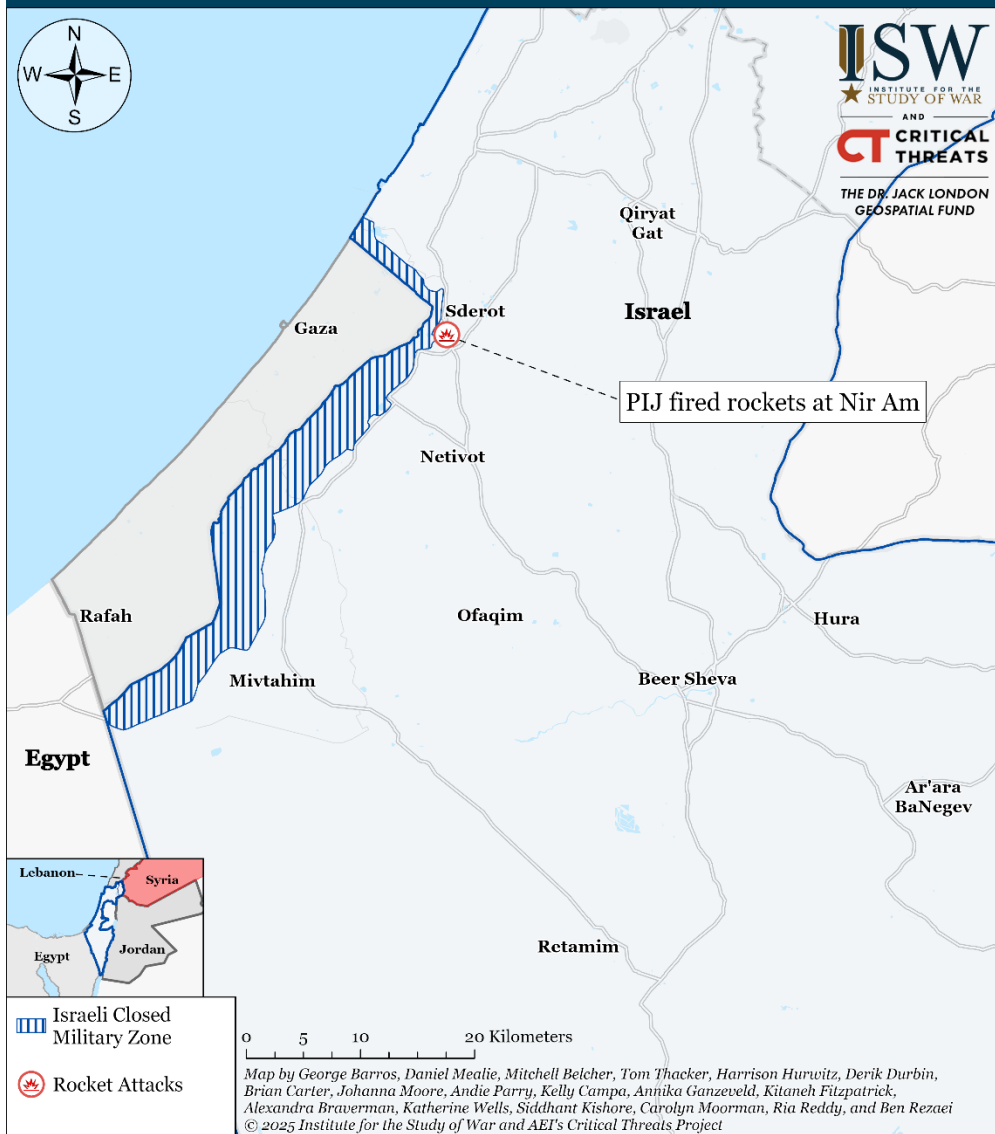 N
W
E
S
ISW
INSTITUTE FOR THE
STUDY OF WAR
AND
CT CRITICAL
THREATS
THE DR. JACK LONDON
GEOSPATIAL FUND
Qiryat
Gat
Sderot
Israel
Gaza
PIJ fired rockets at Nir Am
Netivot
Rafah
Ofaqim
Hura
Mivtahim
Beer Sheva
Egypt
Ar'ara
BaNegev
Lebanon
Syria
Egypt
Jordan
Retamim
Israeli Closed
Military Zone
Rocket Attacks
0 5 10 20 Kilometers
Map by George Barros, Daniel Mealie, Mitchell Belcher, Tom Thacker, Harrison Hurwitz, Derik Durbin,
Brian Carter, Johanna Moore, Andie Parry, Kelly Campa, Annika Ganzeveld, Kitaneh Fitzpatrick,
Alexandra Braverman, Katherine Wells, Siddhant Kishore, Carolyn Moorman, Ria Reddy, and Ben Rezaei
© 2025 Institute for the Study of War and AEI's Critical Threats Project